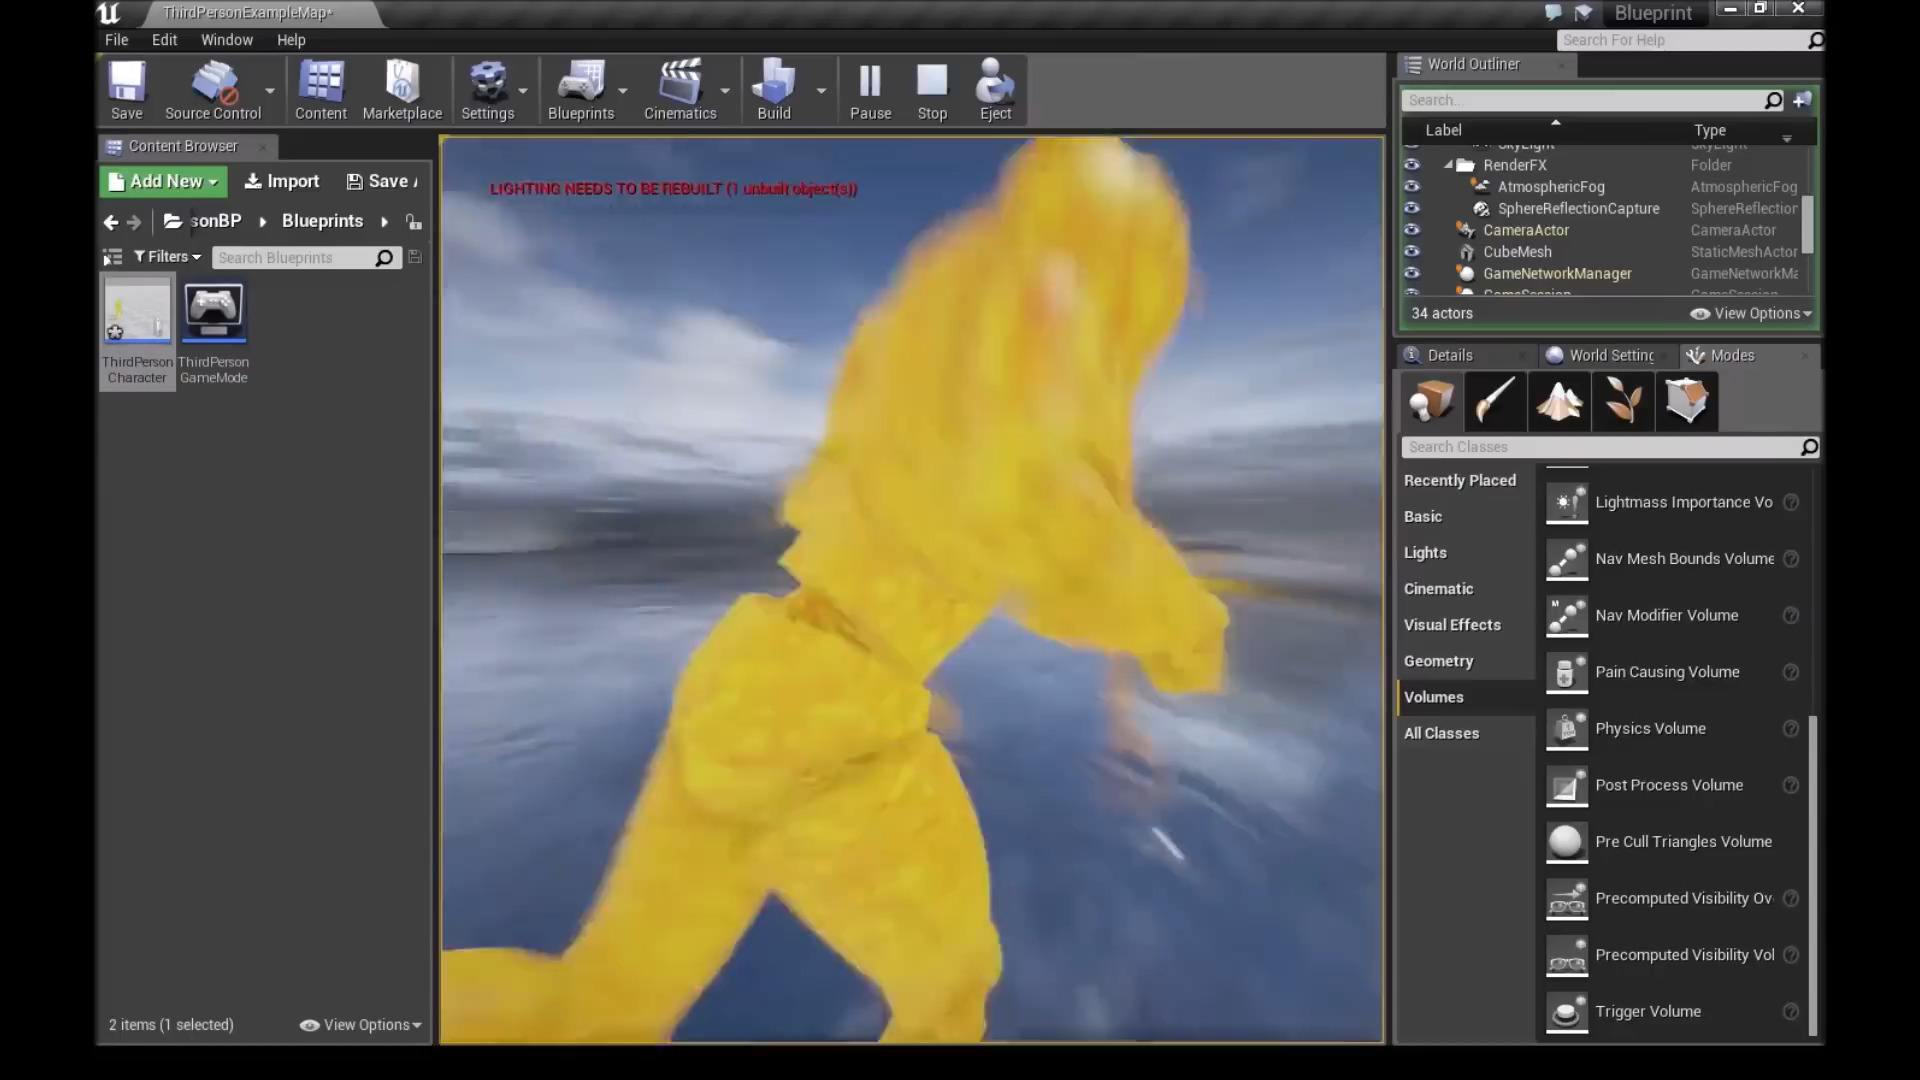 ThirdPersonExampleMap*
Blueprint
File Edit Window Help
Search For Help
Save Source Control Content Marketplace Settings Blueprints Cinematics Build Pause Stop Eject
World Outliner
Search...
Label Type
SkyLight SkyLight
RenderFX Folder
AtmosphericFog AtmosphericFog
SphereReflectionCapture SphereReflection
CameraActor CameraActor
CubeMesh StaticMeshActor
GameNetworkManager GameNetworkMa
GameSession
34 actors View Options
Content Browser
Add New Import Save
sonBP Blueprints
Filters Search Blueprints
ThirdPerson
Character
ThirdPerson
GameMode
2 items (1 selected) View Options
LIGHTING NEEDS TO BE REBUILT (1 unbuilt object(s))
Details World Setting Modes
Search Classes
Recently Placed
Basic
Lights
Cinematic
Visual Effects
Geometry
Volumes
All Classes
Lightmass Importance Vo
Nav Mesh Bounds Volume
Nav Modifier Volume
Pain Causing Volume
Physics Volume
Post Process Volume
Pre Cull Triangles Volume
Precomputed Visibility Ov
Precomputed Visibility Vol
Trigger Volume